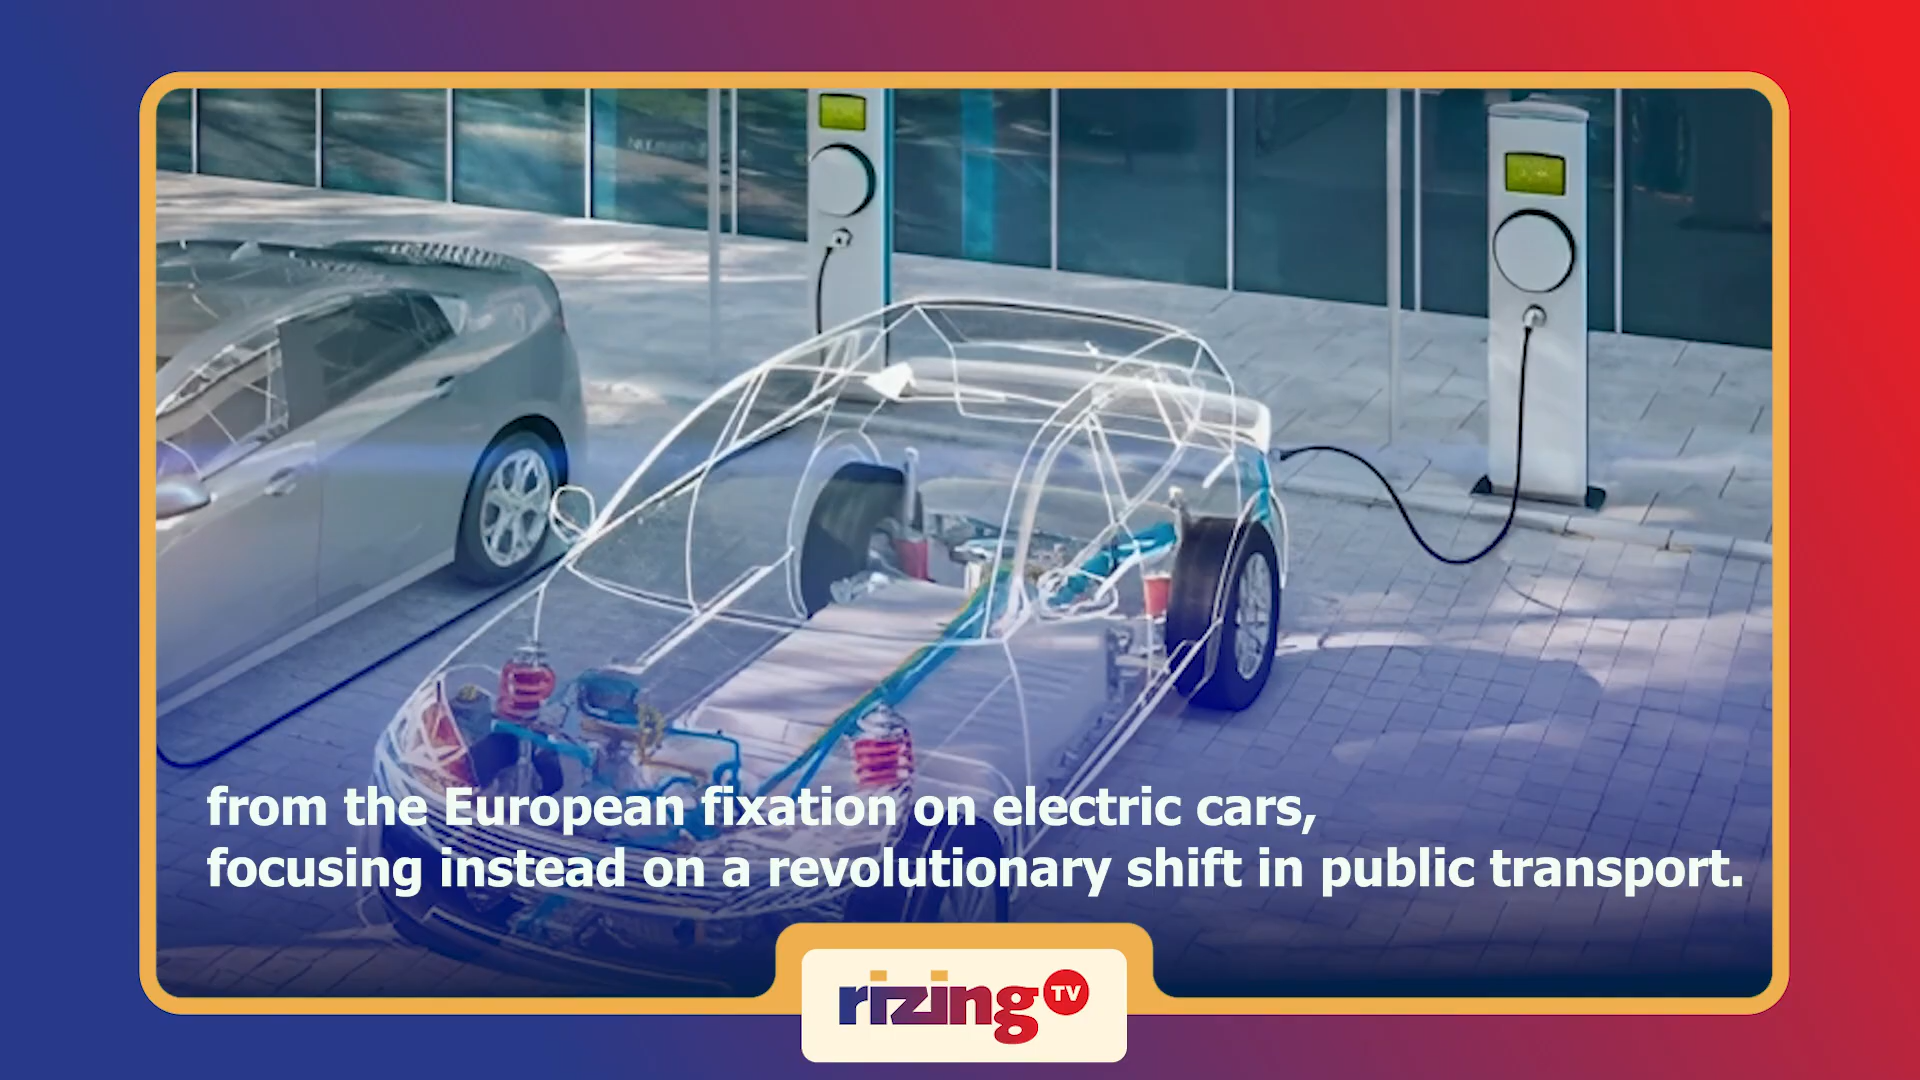 from the European fixation on electric cars,
focusing instead on a revolutionary shift in public transport.
rizing TV